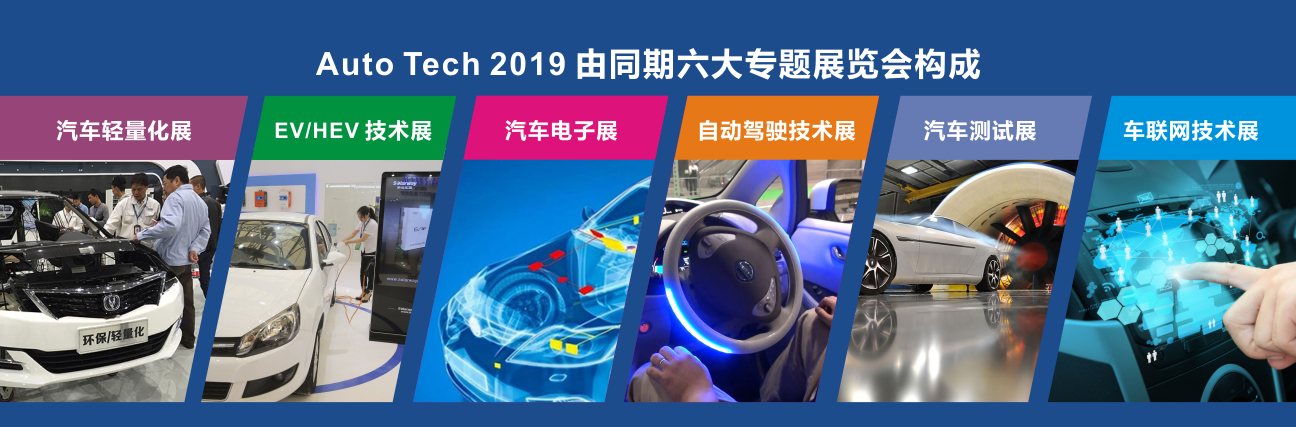 Auto Tech 2019 由同期六大专题展览会构成
汽车轻量化展
EV/HEV 技术展
汽车电子展
自动驾驶技术展
汽车测试展
车联网技术展
环保/轻量化